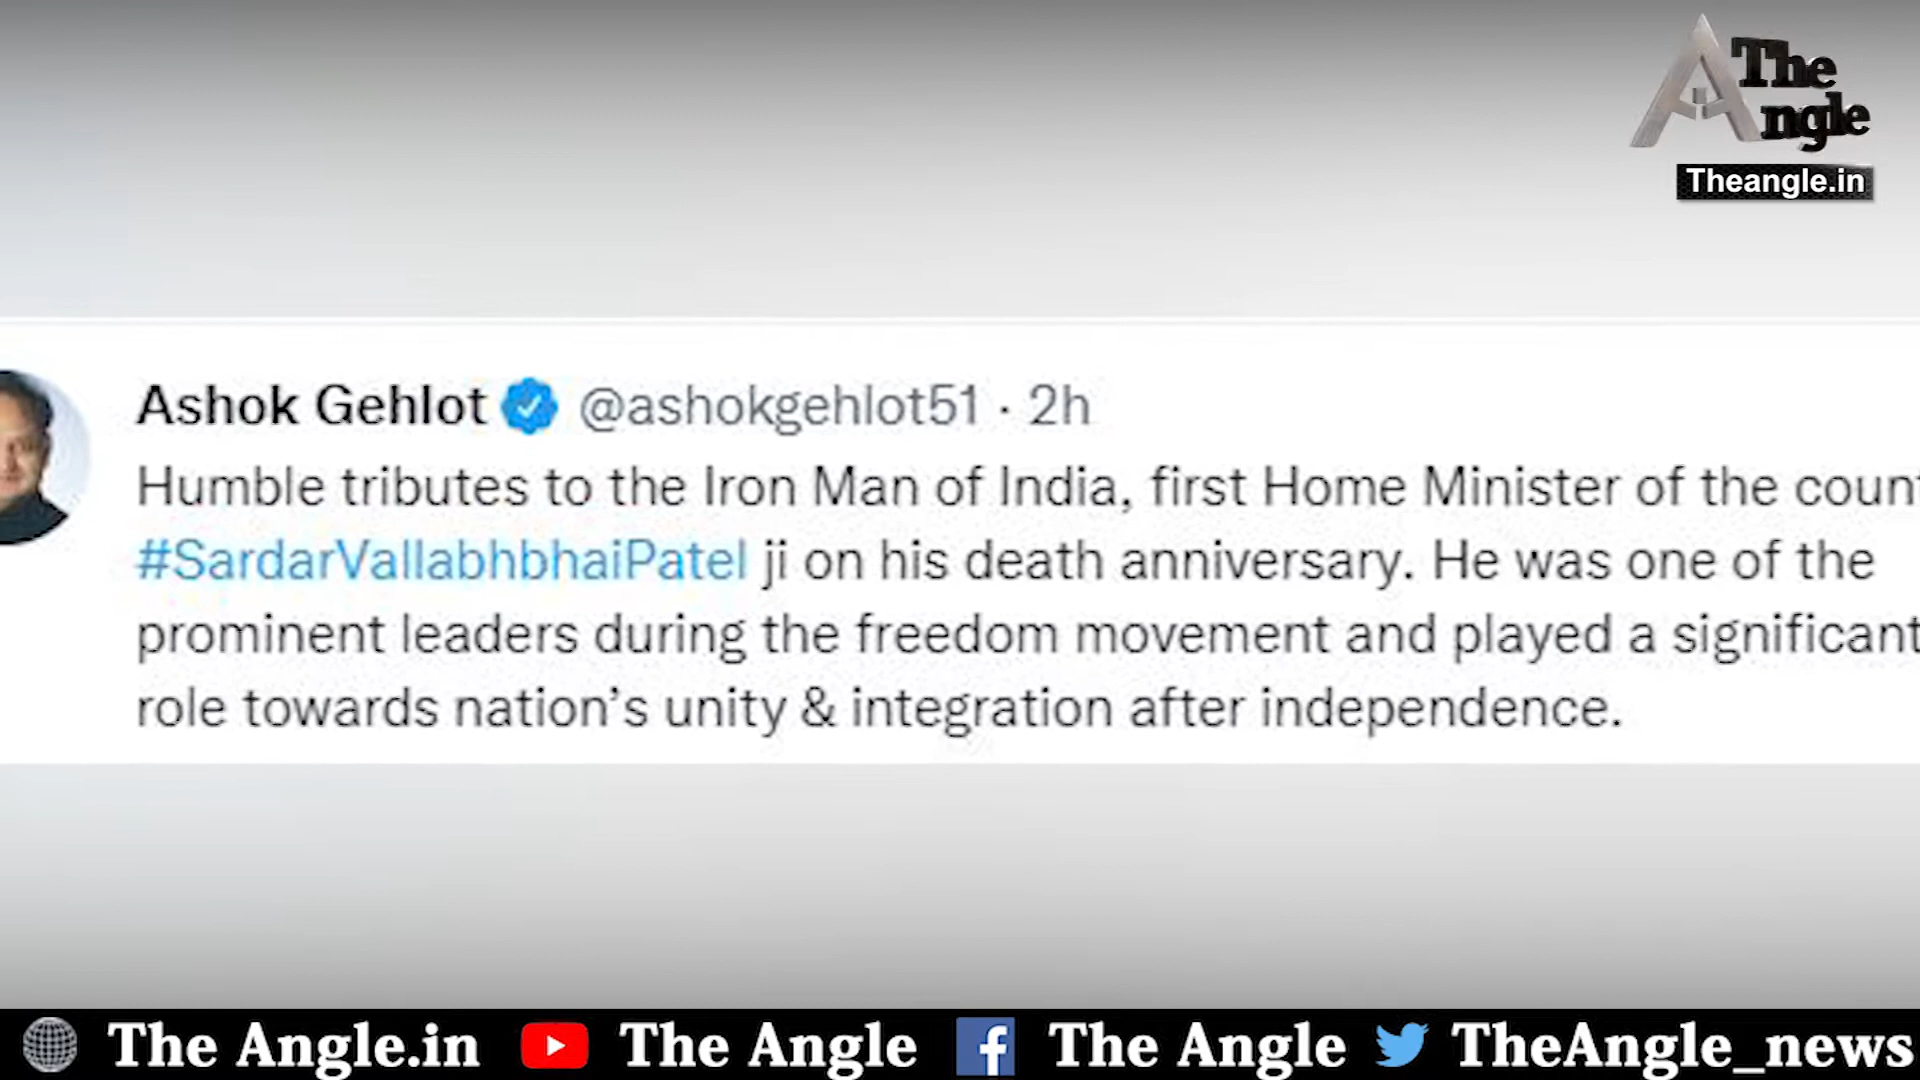 The
Angle
Theangle.in
Ashok Gehlot @ashokgehlot51 · 2h
Humble tributes to the Iron Man of India, first Home Minister of the coun
#SardarVallabhbhaiPatel ji on his death anniversary. He was one of the
prominent leaders during the freedom movement and played a significant
role towards nation’s unity & integration after independence.
The Angle.in The Angle The Angle TheAngle_news